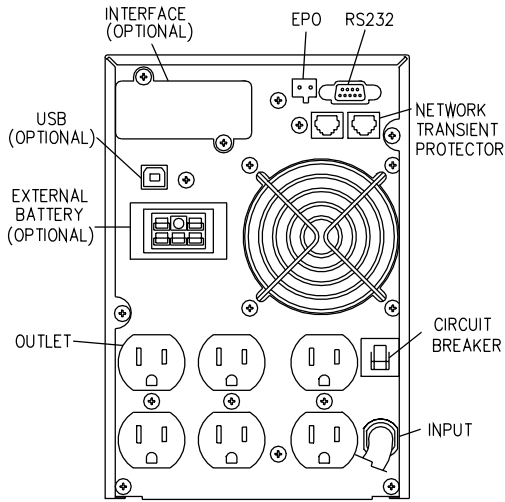 INTERFACE
(OPTIONAL)
EPO
RS232
NETWORK
TRANSIENT
PROTECTOR
USB
(OPTIONAL)
EXTERNAL
BATTERY
(OPTIONAL)
OUTLET
CIRCUIT
BREAKER
INPUT